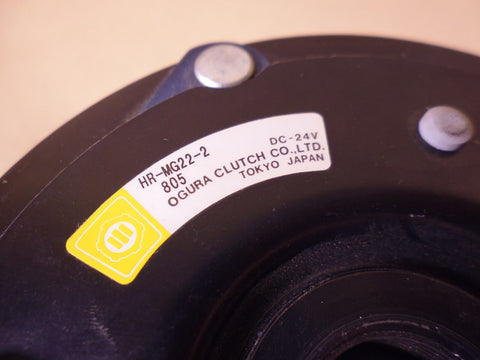 HR-MG22-2 DC-24V
805
OGURA CLUTCH CO.,LTD.
TOKYO JAPAN